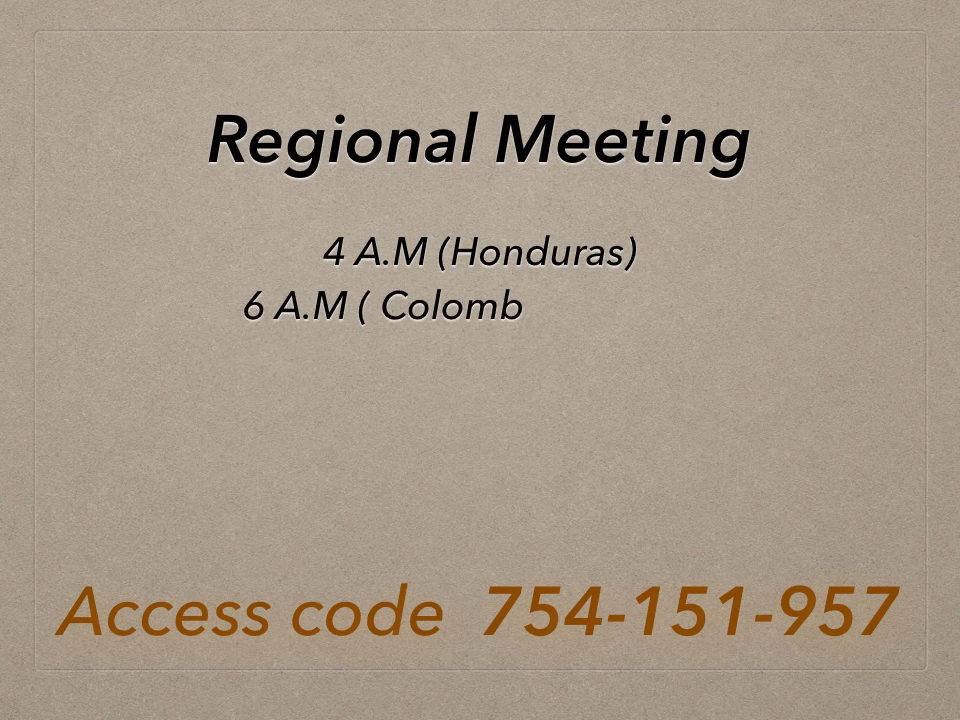 Regional Meeting
4 A.M (Honduras)
6 A.M ( Colomb
Access code 754-151-957